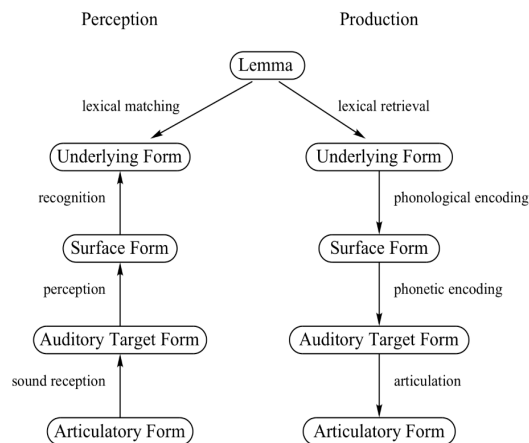 Perception
Production
Lemma
lexical matching
lexical retrieval
Underlying Form
Underlying Form
recognition
phonological encoding
Surface Form
Surface Form
perception
phonetic encoding
Auditory Target Form
Auditory Target Form
sound reception
articulation
Articulatory Form
Articulatory Form